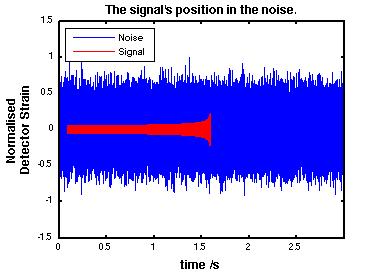 The signal's position in the noise.
Noise
Signal
Normalised
Detector Strain
1.5
1
0.5
0
-0.5
-1
-1.5
0 0.5 1 1.5 2 2.5
time /s